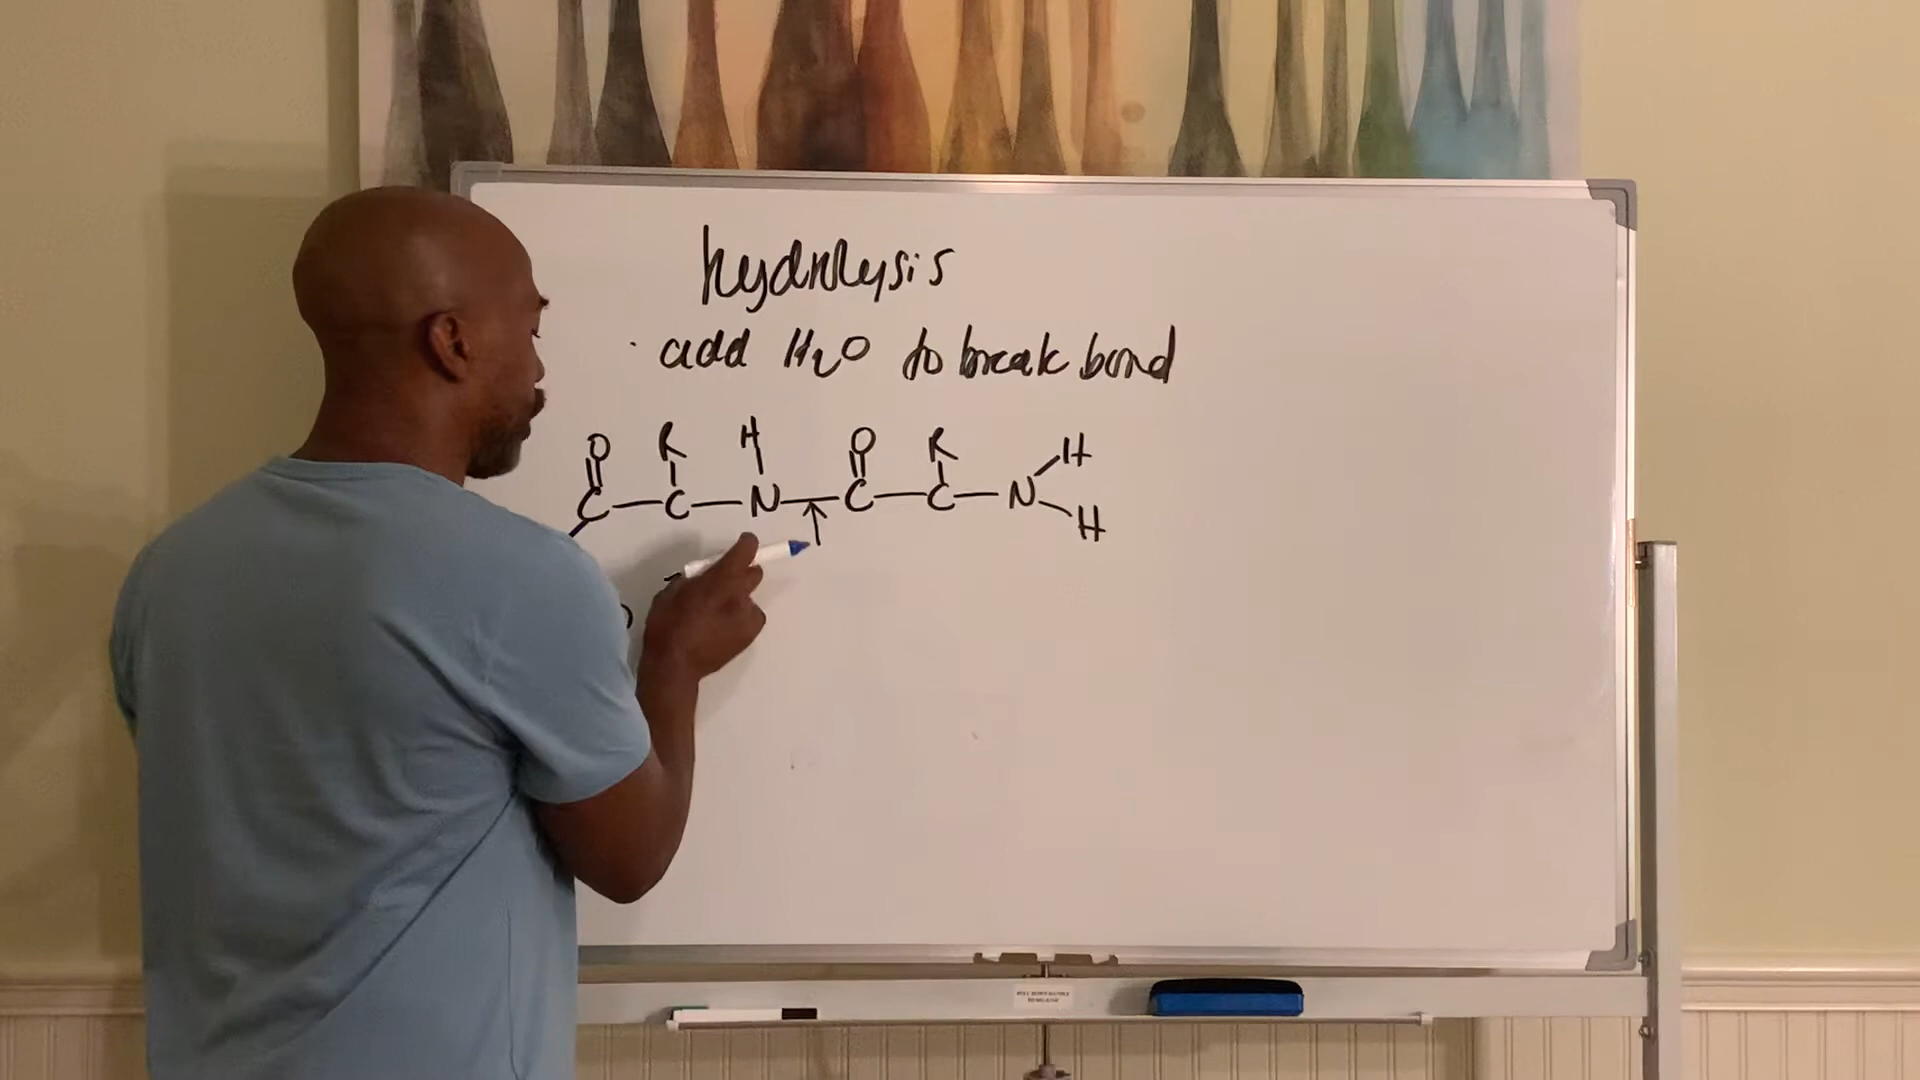 hydrolysis
· add H2O to break bond
O R H O R H
C — C — N — C — C — N
H